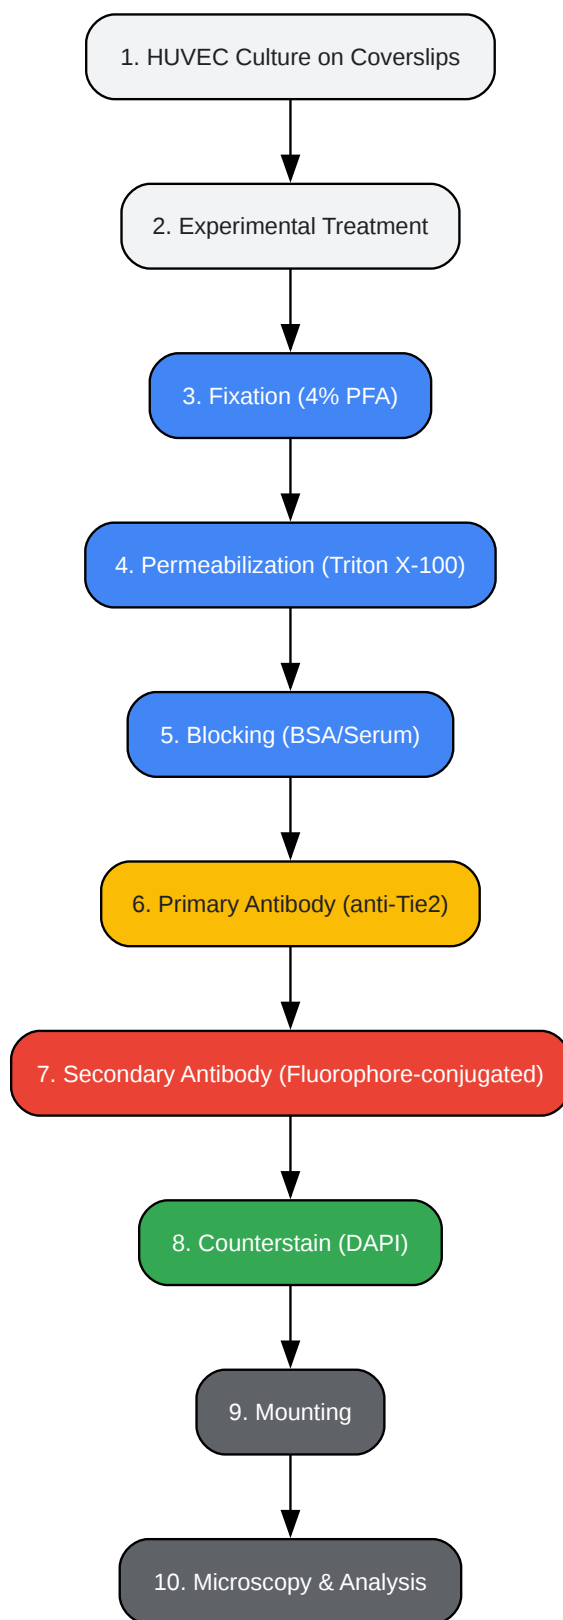 1. HUVEC Culture on Coverslips
2. Experimental Treatment
3. Fixation (4% PFA)
4. Permeabilization (Triton X-100)
5. Blocking (BSA/Serum)
6. Primary Antibody (anti-Tie2)
7. Secondary Antibody (Fluorophore-conjugated)
8. Counterstain (DAPI)
9. Mounting
10. Microscopy & Analysis